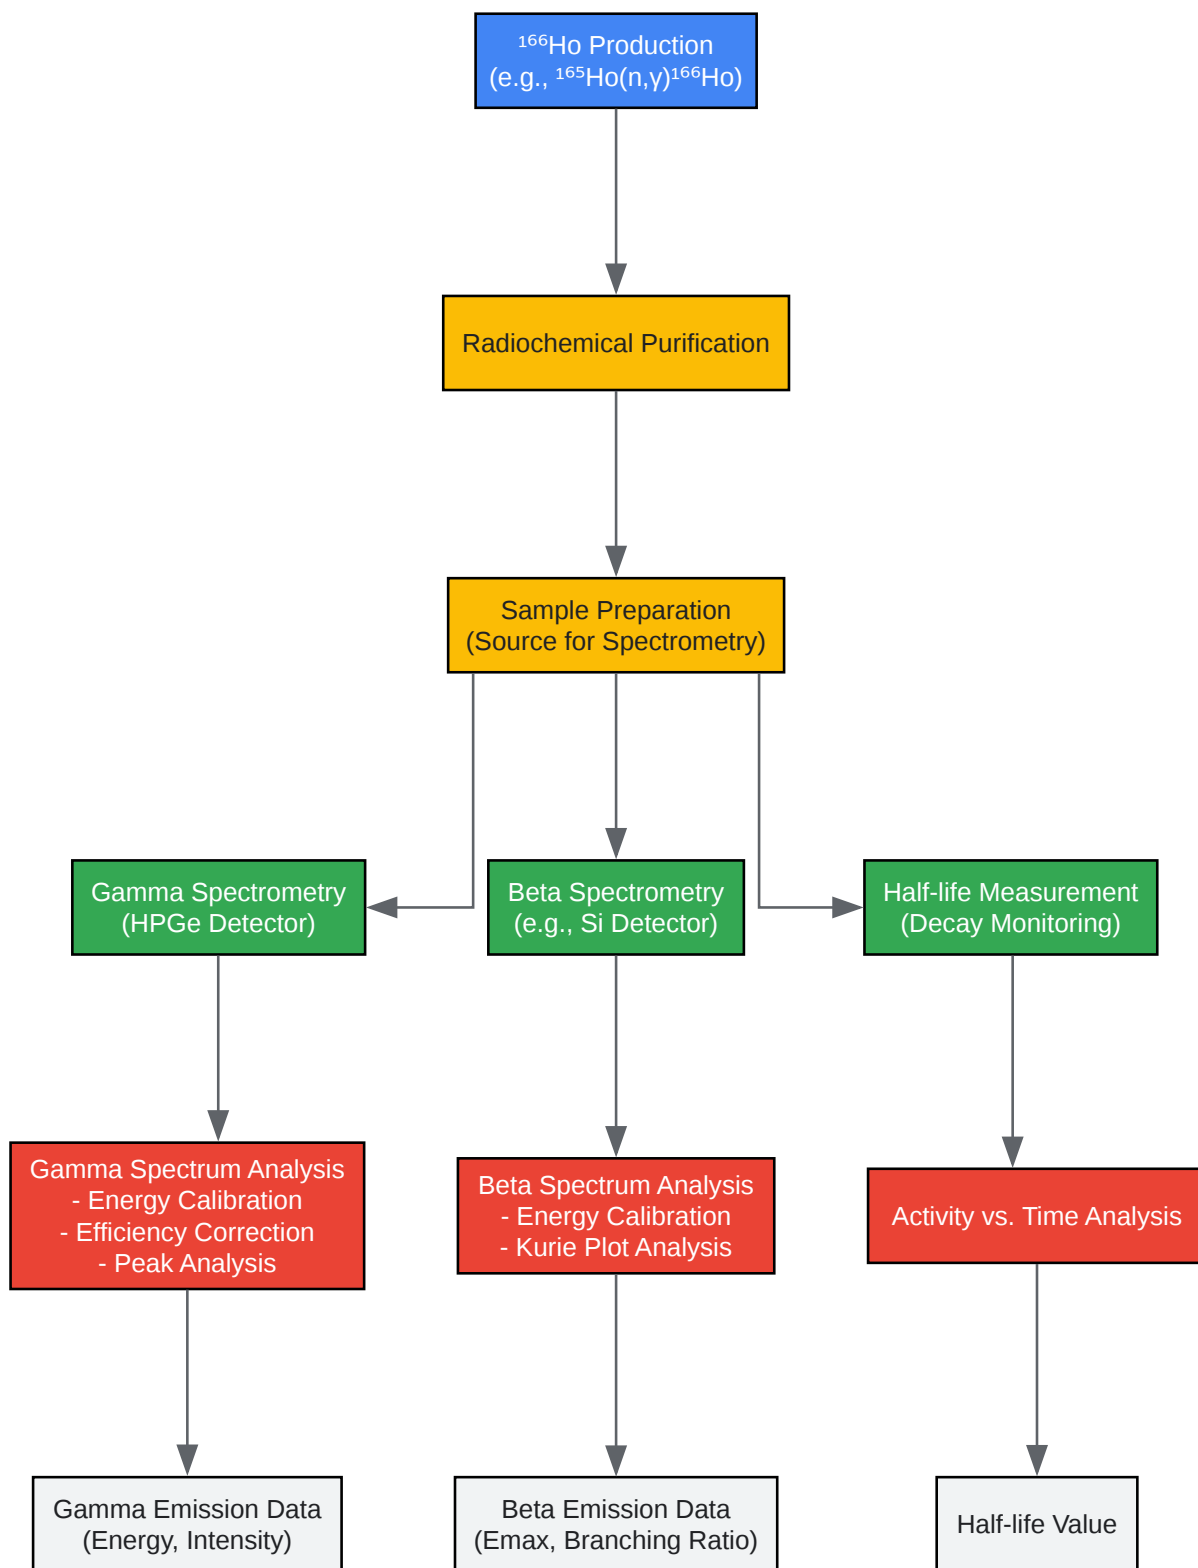 ¹⁶⁶Ho Production
(e.g., ¹⁶⁵Ho(n,γ)¹⁶⁶Ho)
Radiochemical Purification
Sample Preparation
(Source for Spectrometry)
Gamma Spectrometry
(HPGe Detector)
Beta Spectrometry
(e.g., Si Detector)
Half-life Measurement
(Decay Monitoring)
Gamma Spectrum Analysis
- Energy Calibration
- Efficiency Correction
- Peak Analysis
Beta Spectrum Analysis
- Energy Calibration
- Kurie Plot Analysis
Activity vs. Time Analysis
Gamma Emission Data
(Energy, Intensity)
Beta Emission Data
(Emax, Branching Ratio)
Half-life Value